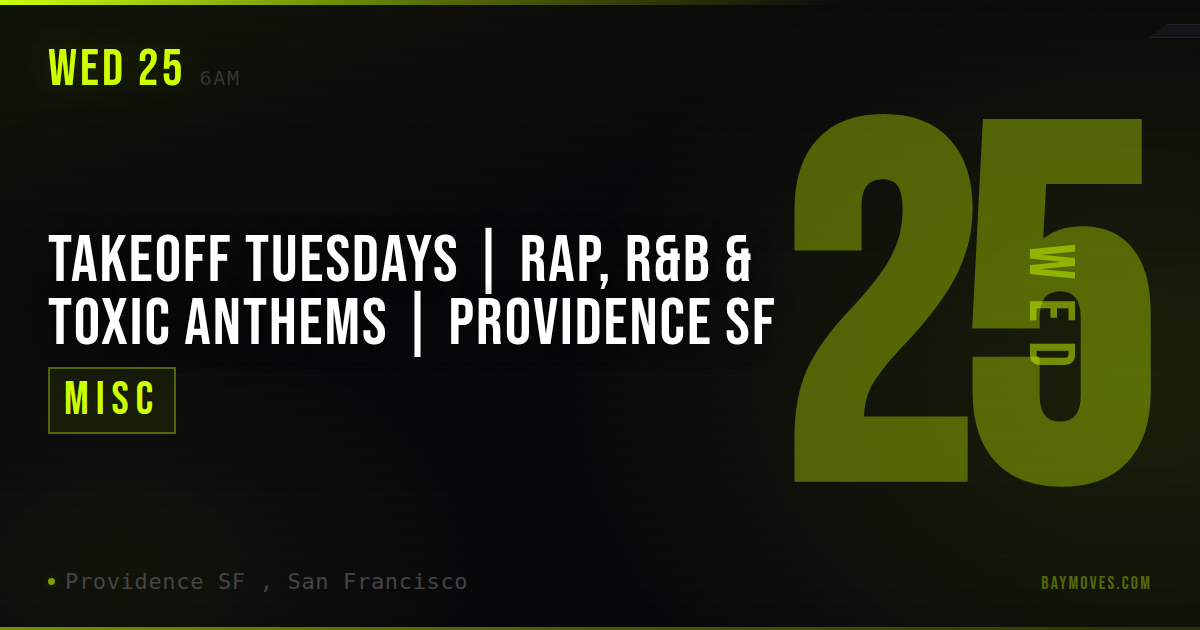 WED 25 6AM
25
WED
TAKEOFF TUESDAYS | RAP, R&B &
TOXIC ANTHEMS | PROVIDENCE SF
MISC
Providence SF , San Francisco
BAYMOVES.COM